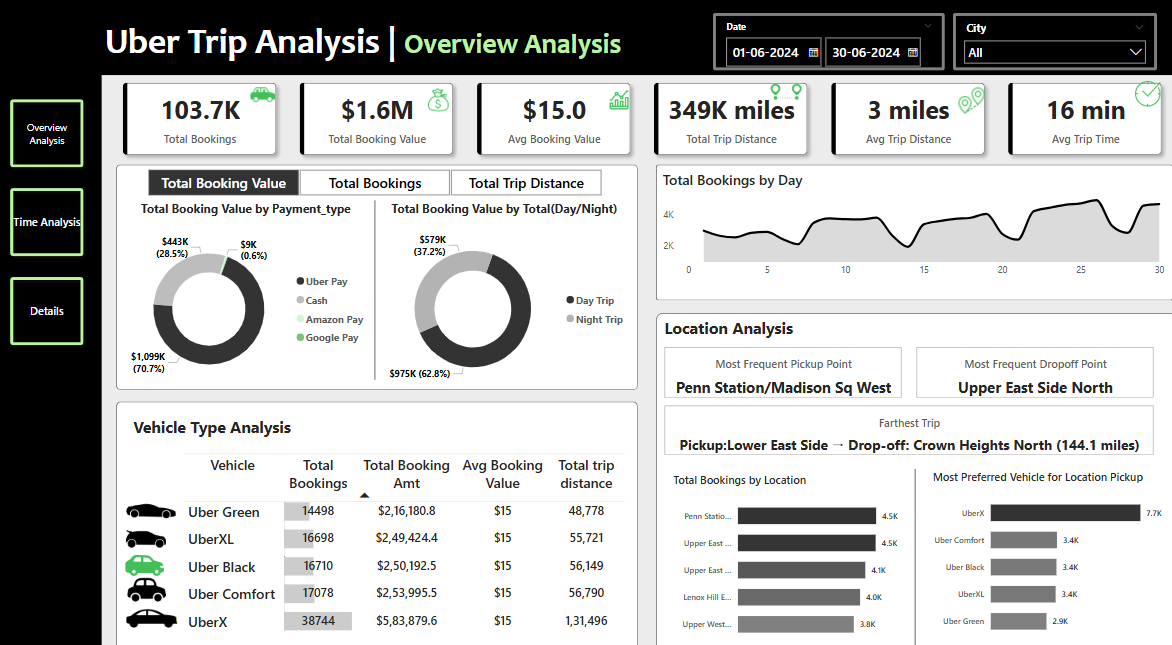 Uber Trip Analysis | Overview Analysis
Date
01-06-2024 30-06-2024
City
All
Overview
Analysis
Time Analysis
Details
103.7K
Total Bookings
$1.6M
Total Booking Value
$15.0
Avg Booking Value
349K miles
Total Trip Distance
3 miles
Avg Trip Distance
16 min
Avg Trip Time
Total Booking Value Total Bookings Total Trip Distance
Total Booking Value by Payment_type
$443K
(28.5%)
$9K
(0.6%)
$1,099K
(70.7%)
Uber Pay
Cash
Amazon Pay
Google Pay
Total Booking Value by Total(Day/Night)
$579K
(37.2%)
$975K (62.8%)
Day Trip
Night Trip
Total Bookings by Day
4K
2K
0 5 10 15 20 25 30
Vehicle Type Analysis
Vehicle Total Bookings Total Booking Amt Avg Booking Value Total trip distance
Uber Green 14498 $2,16,180.8 $15 48,778
UberXL 16698 $2,49,424.4 $15 55,721
Uber Black 16710 $2,50,192.5 $15 56,149
Uber Comfort 17078 $2,53,995.5 $15 56,790
UberX 38744 $5,83,879.6 $15 1,31,496
Location Analysis
Most Frequent Pickup Point
Penn Station/Madison Sq West
Most Frequent Dropoff Point
Upper East Side North
Farthest Trip
Pickup:Lower East Side → Drop-off: Crown Heights North (144.1 miles)
Total Bookings by Location
Penn Statio... 4.5K
Upper East ... 4.5K
Upper East ... 4.1K
Lenox Hill E... 4.0K
Upper West... 3.8K
Most Preferred Vehicle for Location Pickup
UberX 7.7K
Uber Comfort 3.4K
Uber Black 3.4K
UberXL 3.4K
Uber Green 2.9K